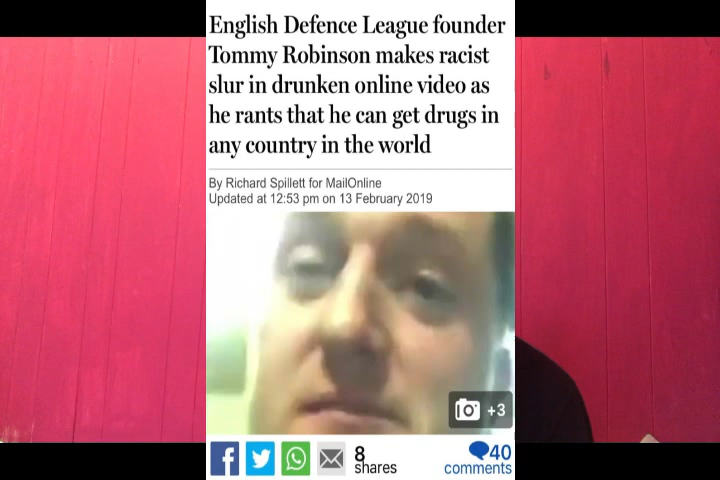 English Defence League founder
Tommy Robinson makes racist
slur in drunken online video as
he rants that he can get drugs in
any country in the world
By Richard Spillett for MailOnline
Updated at 12:53 pm on 13 February 2019
+3
8
shares
40
comments